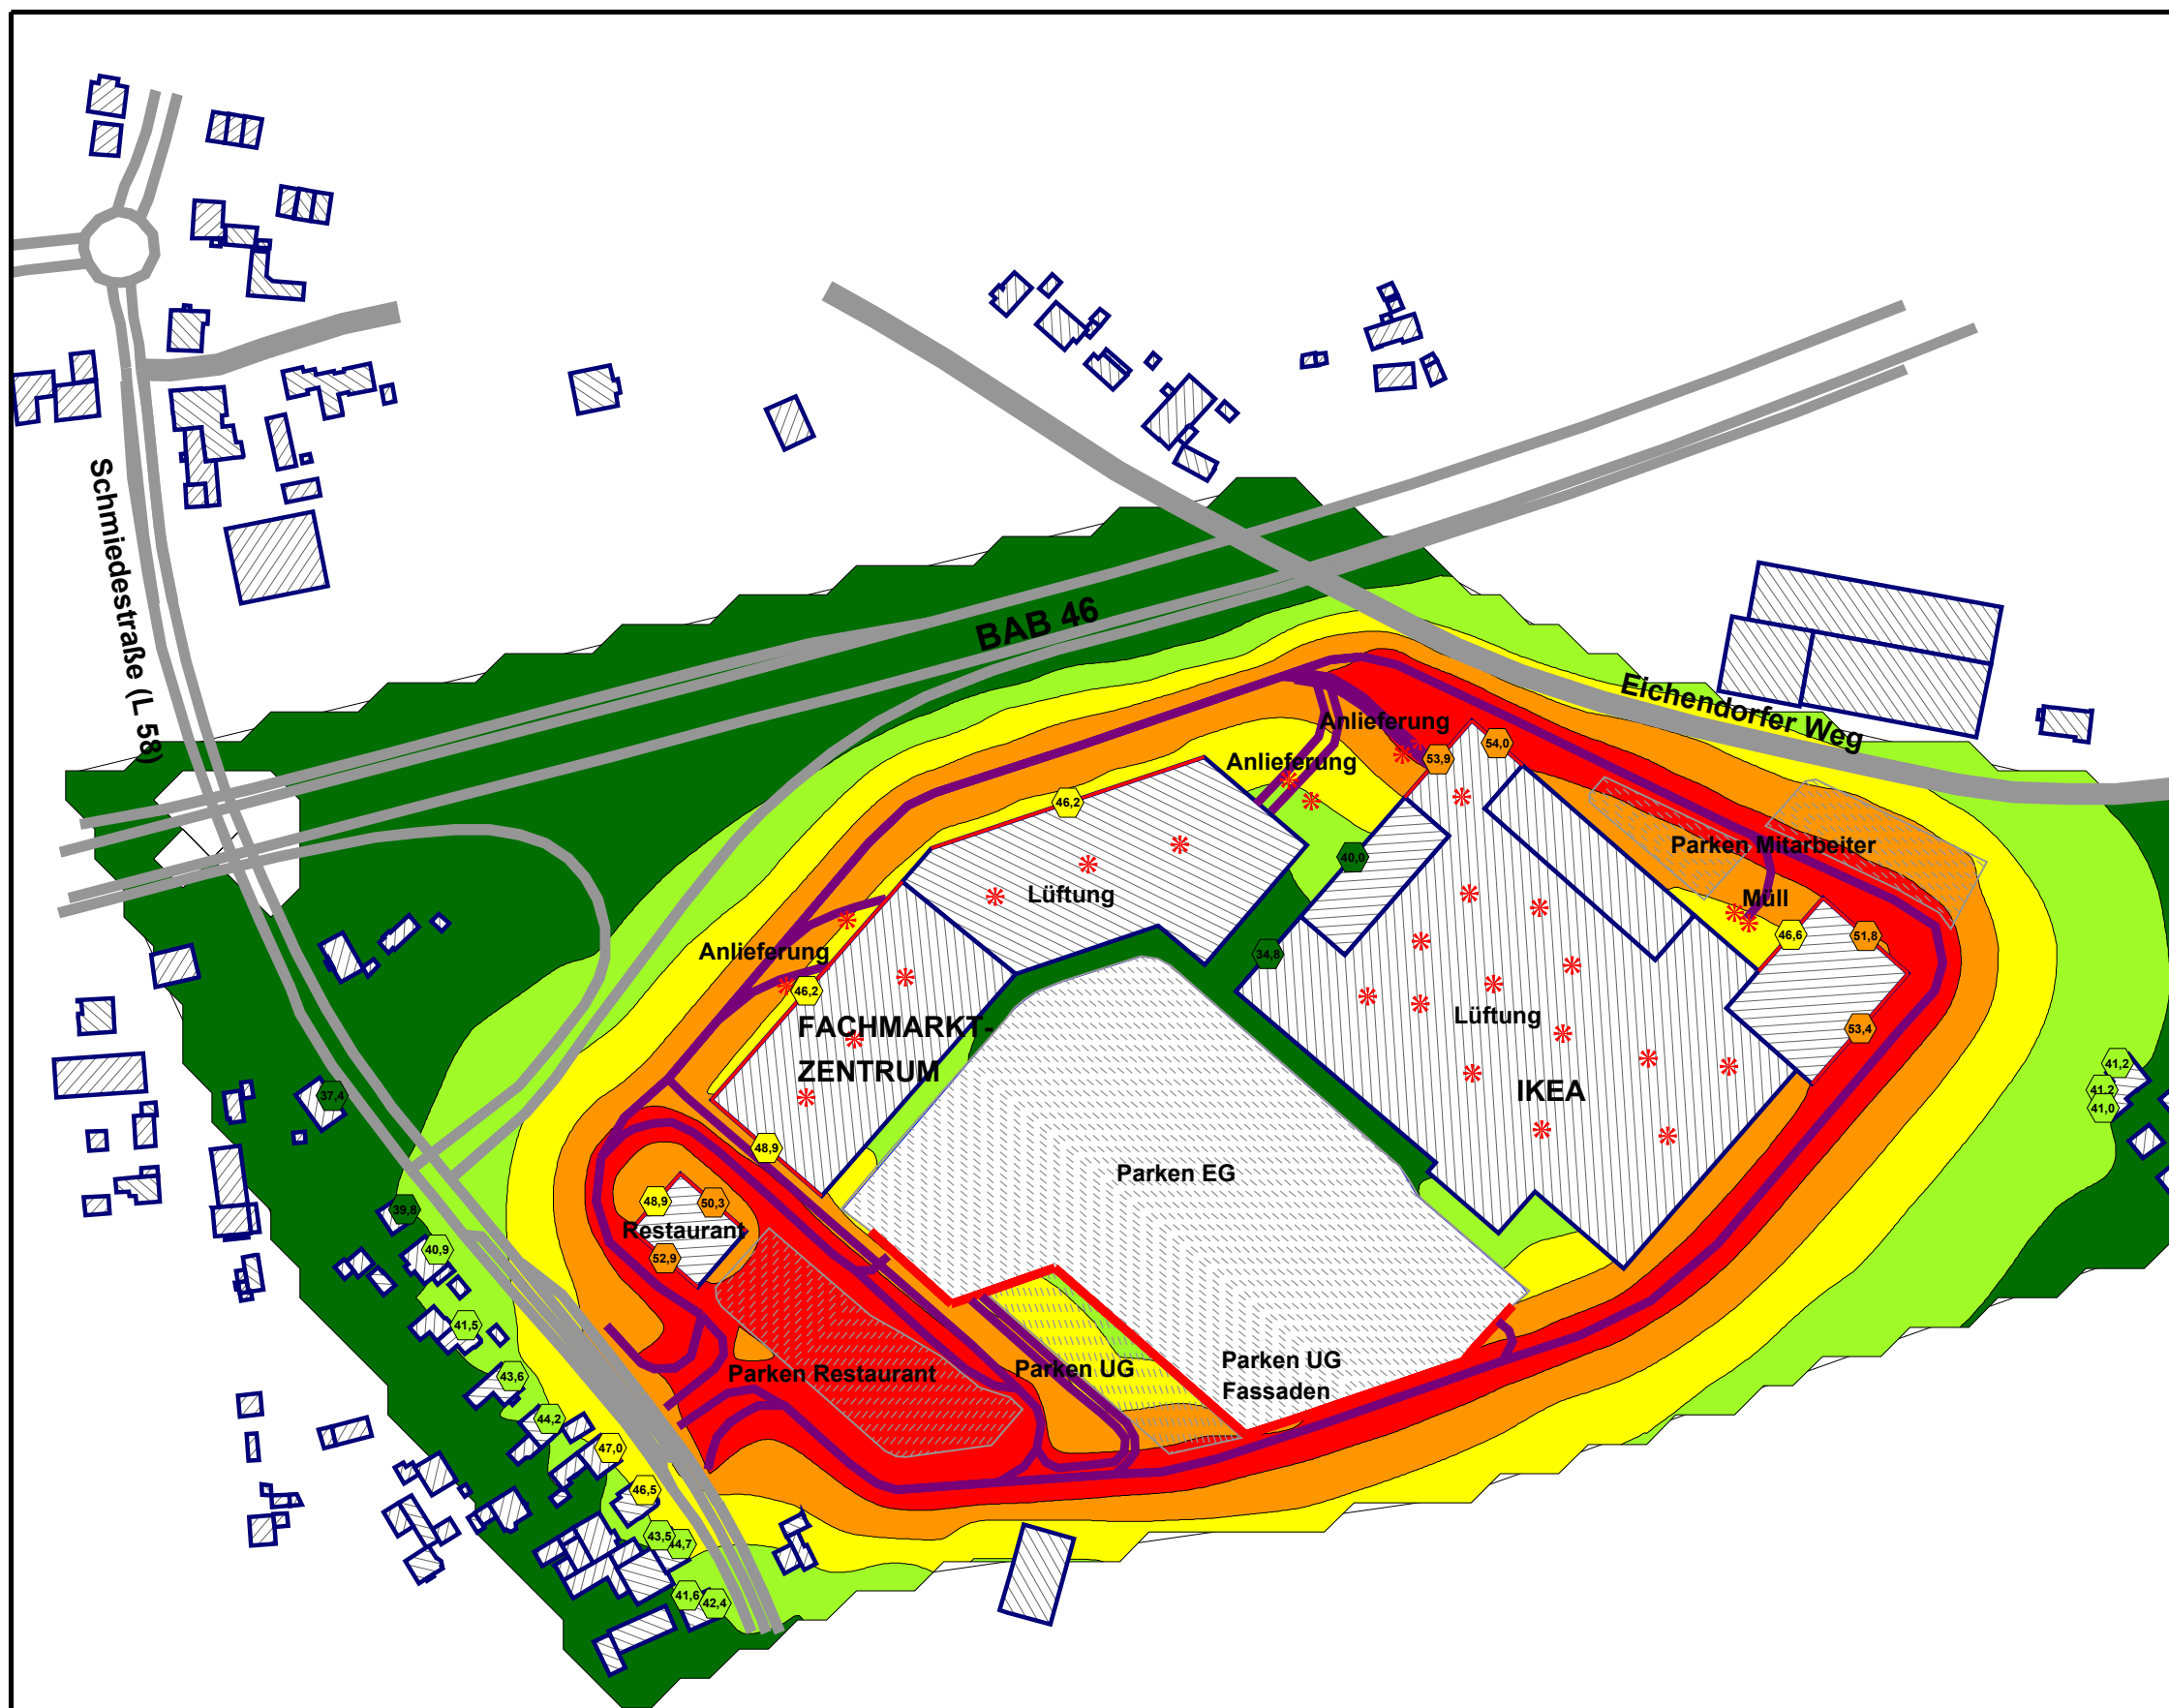 Schmiedestraße (L 58)
BAB 46
Eichendorfer Weg
Anlieferung
54,0
53,9
Anlieferung
46,2
40,0
Parken Mitarbeiter
Lüftung
Müll
46,6
51,8
Anlieferung
34,8
46,2
Lüftung
53,4
FACHMARKT-
ZENTRUM
IKEA
41,2
41,2
41,0
37,4
48,9
Parken EG
48,9
50,3
39,8
Restaurant
40,9
52,9
41,5
Parken UG
Fassaden
Parken UG
Parken Restaurant
43,6
44,2
47,0
46,5
43,5
44,7
41,6
42,4